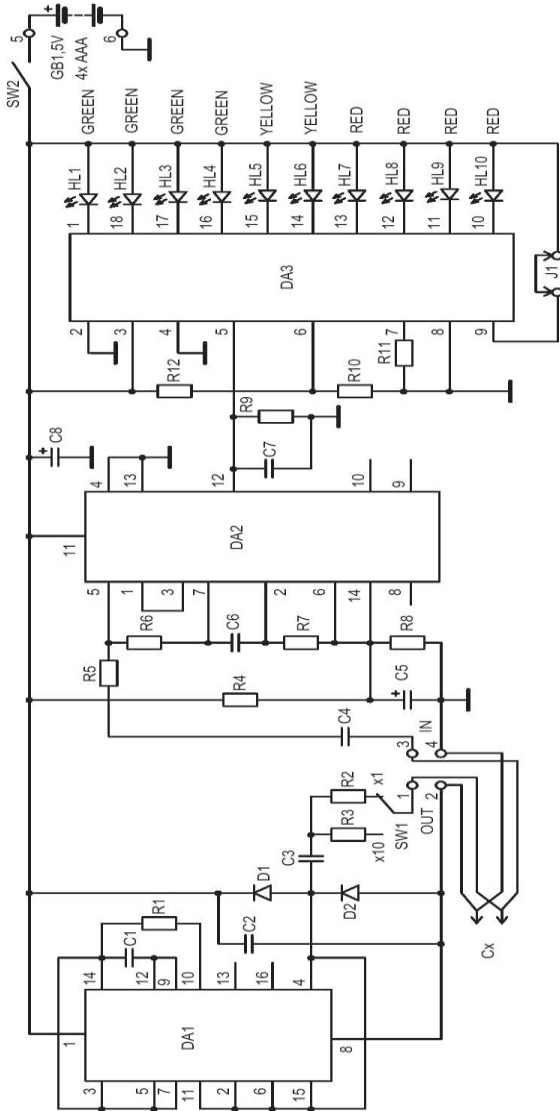 5
+
6
SW2
GB1,5V
4x AAA
GREEN
GREEN
GREEN
GREEN
YELLOW
YELLOW
RED
RED
RED
RED
HL1
HL2
HL3
HL4
HL5
HL6
HL7
HL8
HL9
HL10
1
18
17
16
15
14
13
12
11
10
DA3
2
3
4
5
6
7
8
9
J1
R12
R10
R11
R9
C7
+
C8
4
13
12
10
9
11
DA2
5
1
3
7
2
6
14
8
R6
C6
R7
R8
R5
R4
+
C5
C4
3
4
IN
1
2
OUT
SW1
x1
x10
R2
R3
C3
D1
D2
C2
Cx
R1
C1
14
12
9
10
13
16
4
1
DA1
8
3
5
7
11
2
6
15